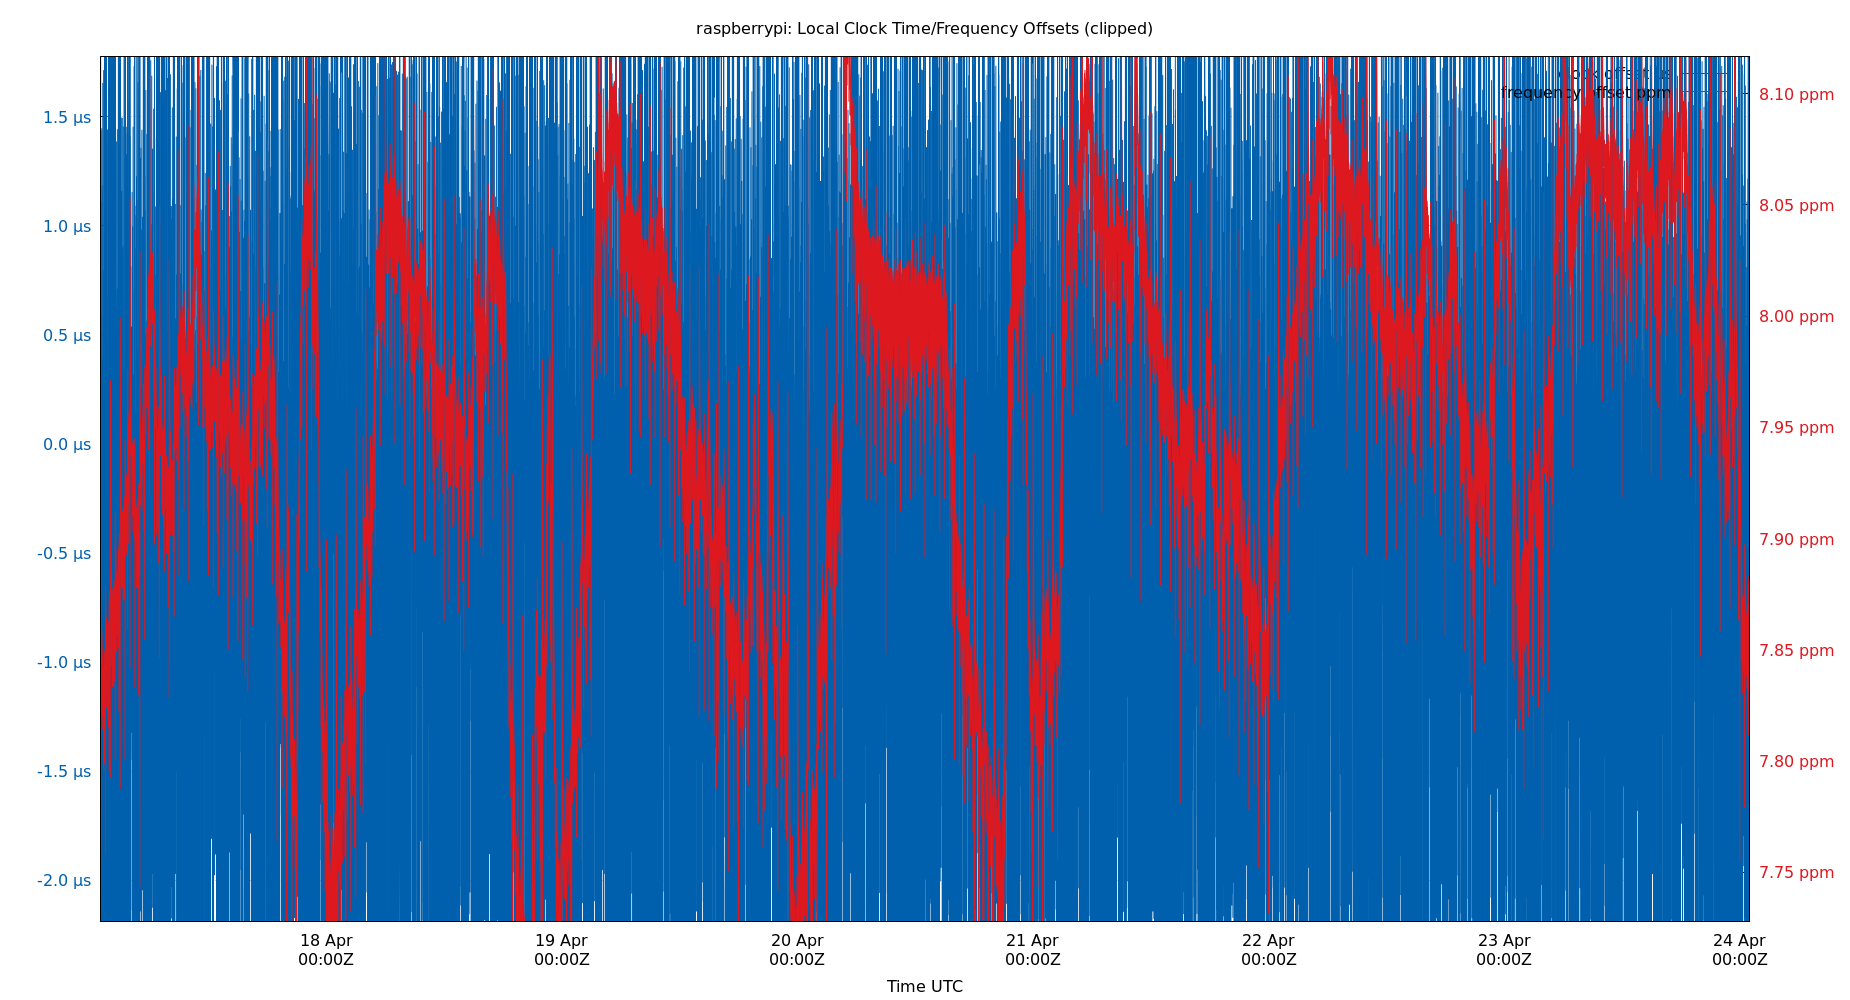 raspberrypi: Local Clock Time/Frequency Offsets (clipped)
clock offset µs
frequency offset ppm
1.5 µs
1.0 µs
0.5 µs
0.0 µs
-0.5 µs
-1.0 µs
-1.5 µs
-2.0 µs
8.10 ppm
8.05 ppm
8.00 ppm
7.95 ppm
7.90 ppm
7.85 ppm
7.80 ppm
7.75 ppm
18 Apr
00:00Z
19 Apr
00:00Z
20 Apr
00:00Z
21 Apr
00:00Z
22 Apr
00:00Z
23 Apr
00:00Z
24 Apr
00:00Z
Time UTC